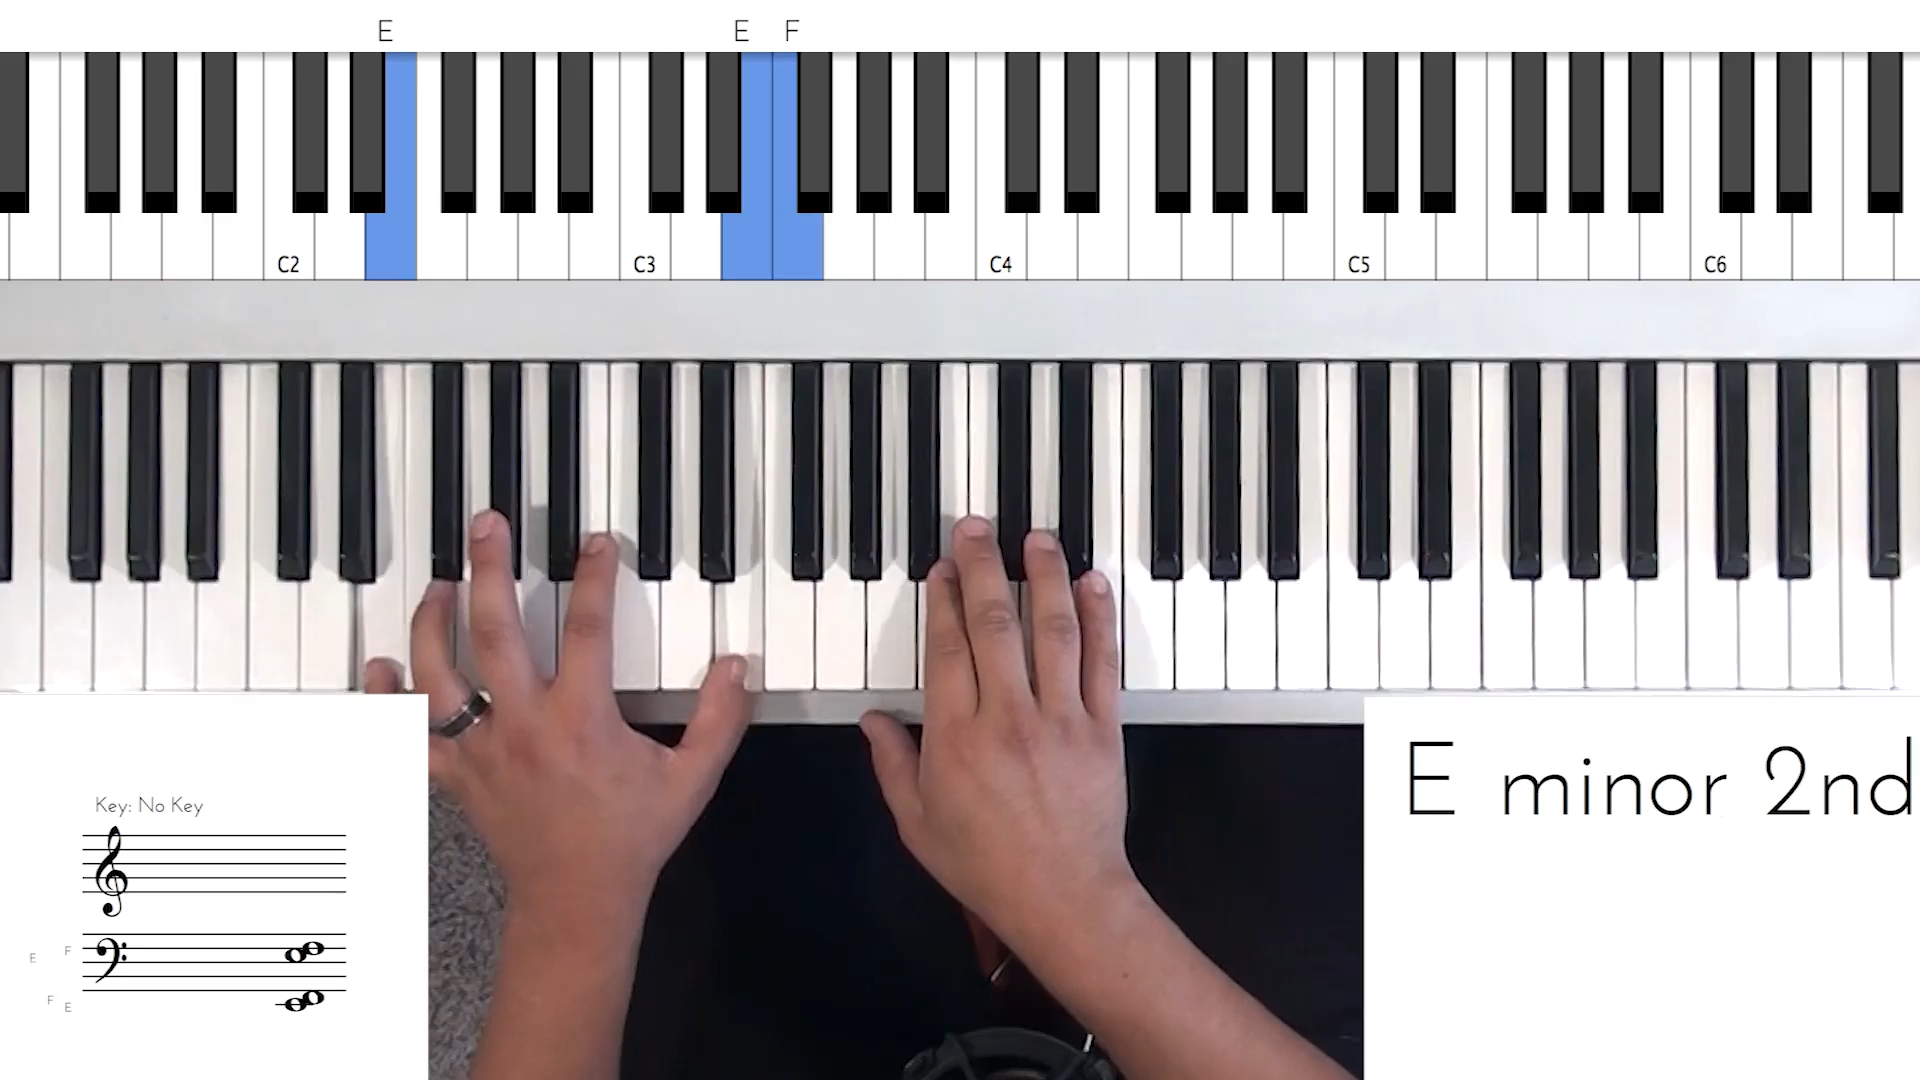 E E F
C2 C3 C4 C5 C6
E minor 2nd
Key: No Key
E F
F E